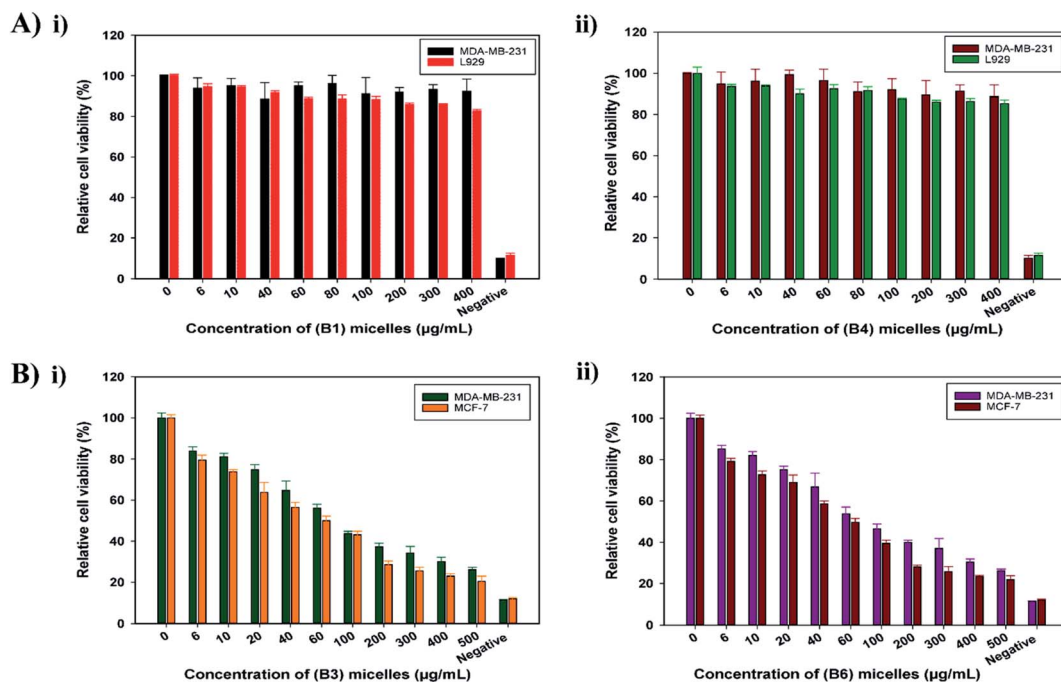 A) i)
120
100
80
60
40
20
0
Relative cell viability (%)
MDA-MB-231
L929
0 6 10 40 60 80 100 200 300 400 Negative
Concentration of (B1) micelles (µg/mL)
ii)
120
100
80
60
40
20
0
Relative cell viability (%)
MDA-MB-231
L929
0 6 10 40 60 80 100 200 300 400 Negative
Concentration of (B4) micelles (µg/mL)
B) i)
120
100
80
60
40
20
0
Relative cell viability (%)
MDA-MB-231
MCF-7
0 6 10 20 40 60 100 200 300 400 500 Negative
Concentration of (B3) micelles (µg/mL)
ii)
120
100
80
60
40
20
0
Relative cell viability (%)
MDA-MB-231
MCF-7
0 6 10 20 40 60 100 200 300 400 500 Negative
Concentration of (B6) micelles (µg/mL)